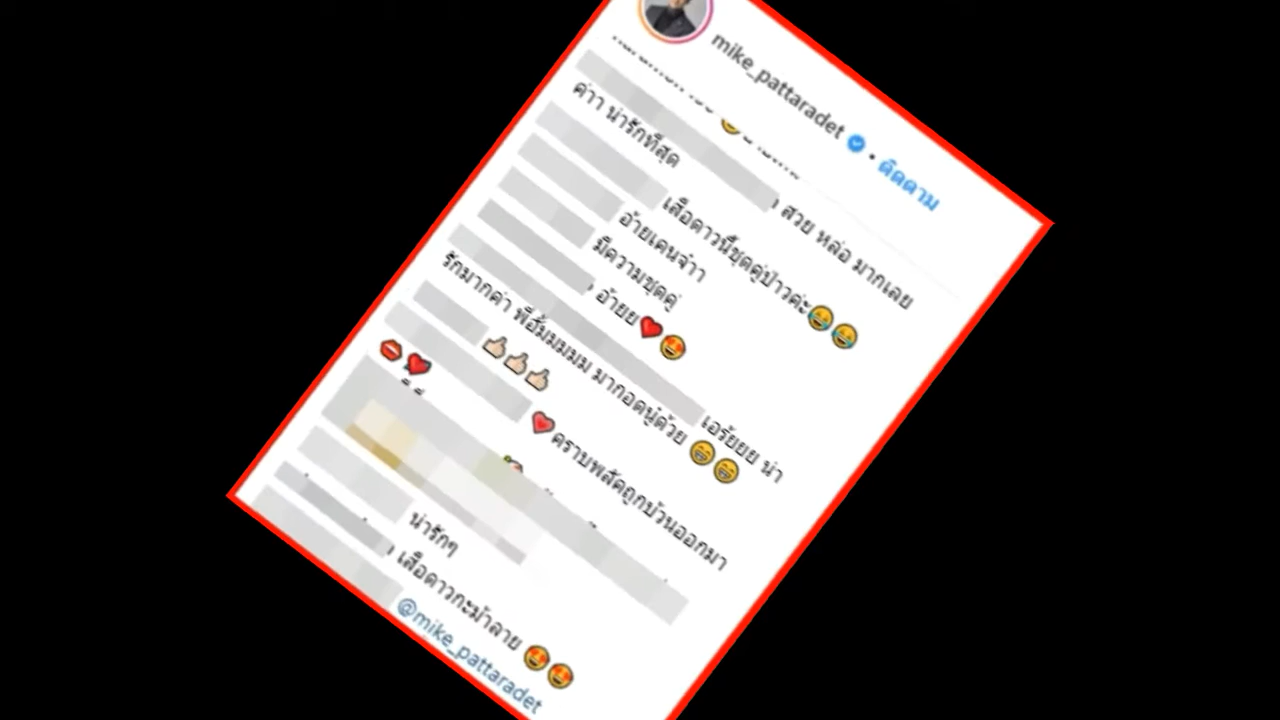 mike_pattaradet • ติดตาม
สวย หล่อ มากเลย
ค่าา น่ารักที่สุด
เสื้อดาวนี้ชุดคู่ป่าวค่ะ😂😂
อ้ายเคนจ๋าา
มีความชุดคู่
อ้ายย❤️🤩
เอร้ยยย น่า
รักมากค่า พี่อั้มมมมม มากอดหนูด้วย 😄😄
👍🏻👍🏻👍🏻
❤️คราบพลัดถูกป้วนออกมา
👄❤️
น่ารักๆ
เสื้อดาวกะม้าลาย 🤩🤩
@mike_pattaradet